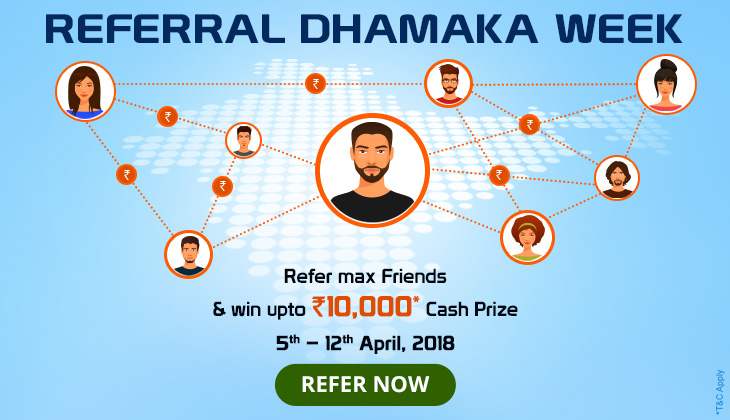 REFERRAL DHAMAKA WEEK
₹
₹
₹
₹
₹
₹
Refer max Friends
& win upto ₹10,000* Cash Prize
5th – 12th April, 2018
REFER NOW
*T&C Apply